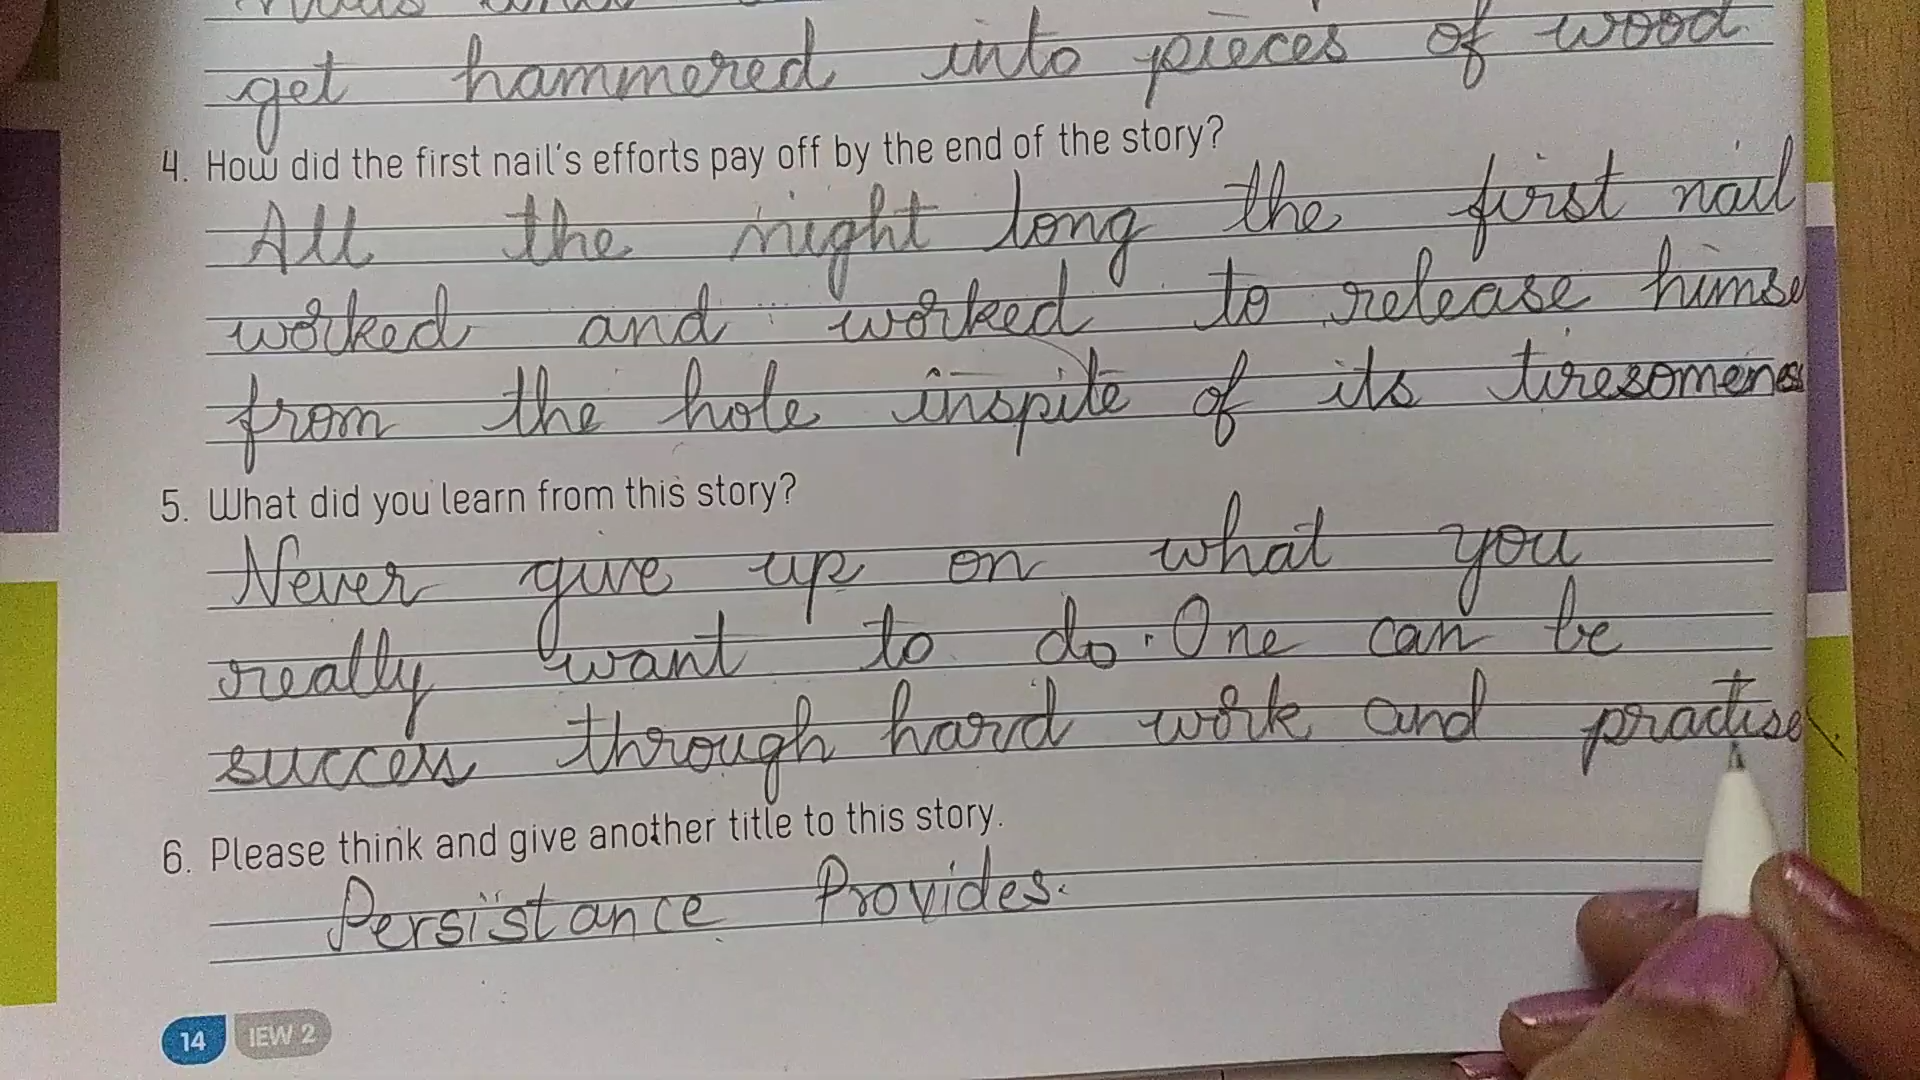 get hammered into pieces of wood
4. How did the first nail's efforts pay off by the end of the story?
All the night long the first nail
worked and worked to release himse
from the hole inspite of its tiresomeness
5. What did you learn from this story?
Never give up on what you
really want to do. One can be
success through hard work and practise
6. Please think and give another title to this story.
Persistance Provides.
14 IEW 2